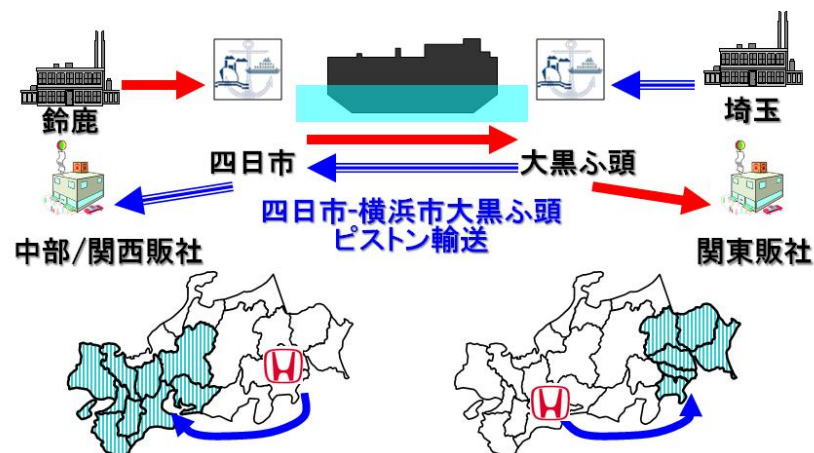 鈴鹿
埼玉
四日市
大黒ふ頭
四日市-横浜市大黒ふ頭
ピストン輸送
中部/関西販社
関東販社